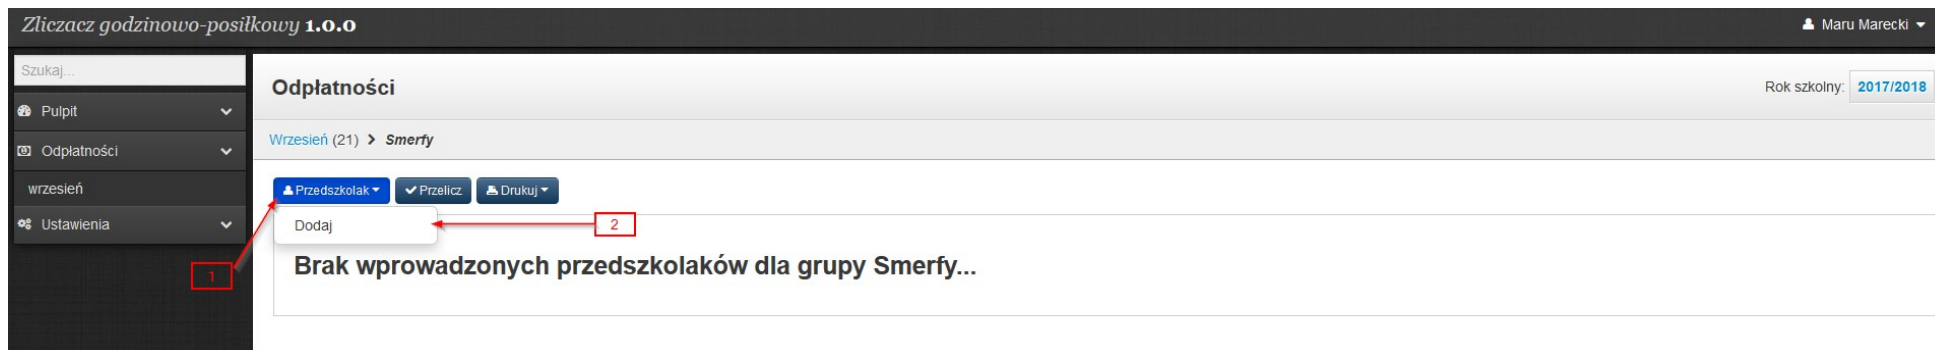 Zliczacz godzinowo-posiłkowy 1.0.0
Maru Marecki
Szukaj...
Pulpit
Odpłatności
wrzesień
Ustawienia
Odpłatności
Rok szkolny: 2017/2018
Wrzesień (21) > Smerfy
Przedszkolak
Przelicz
Drukuj
Dodaj
2
1
Brak wprowadzonych przedszkolaków dla grupy Smerfy...